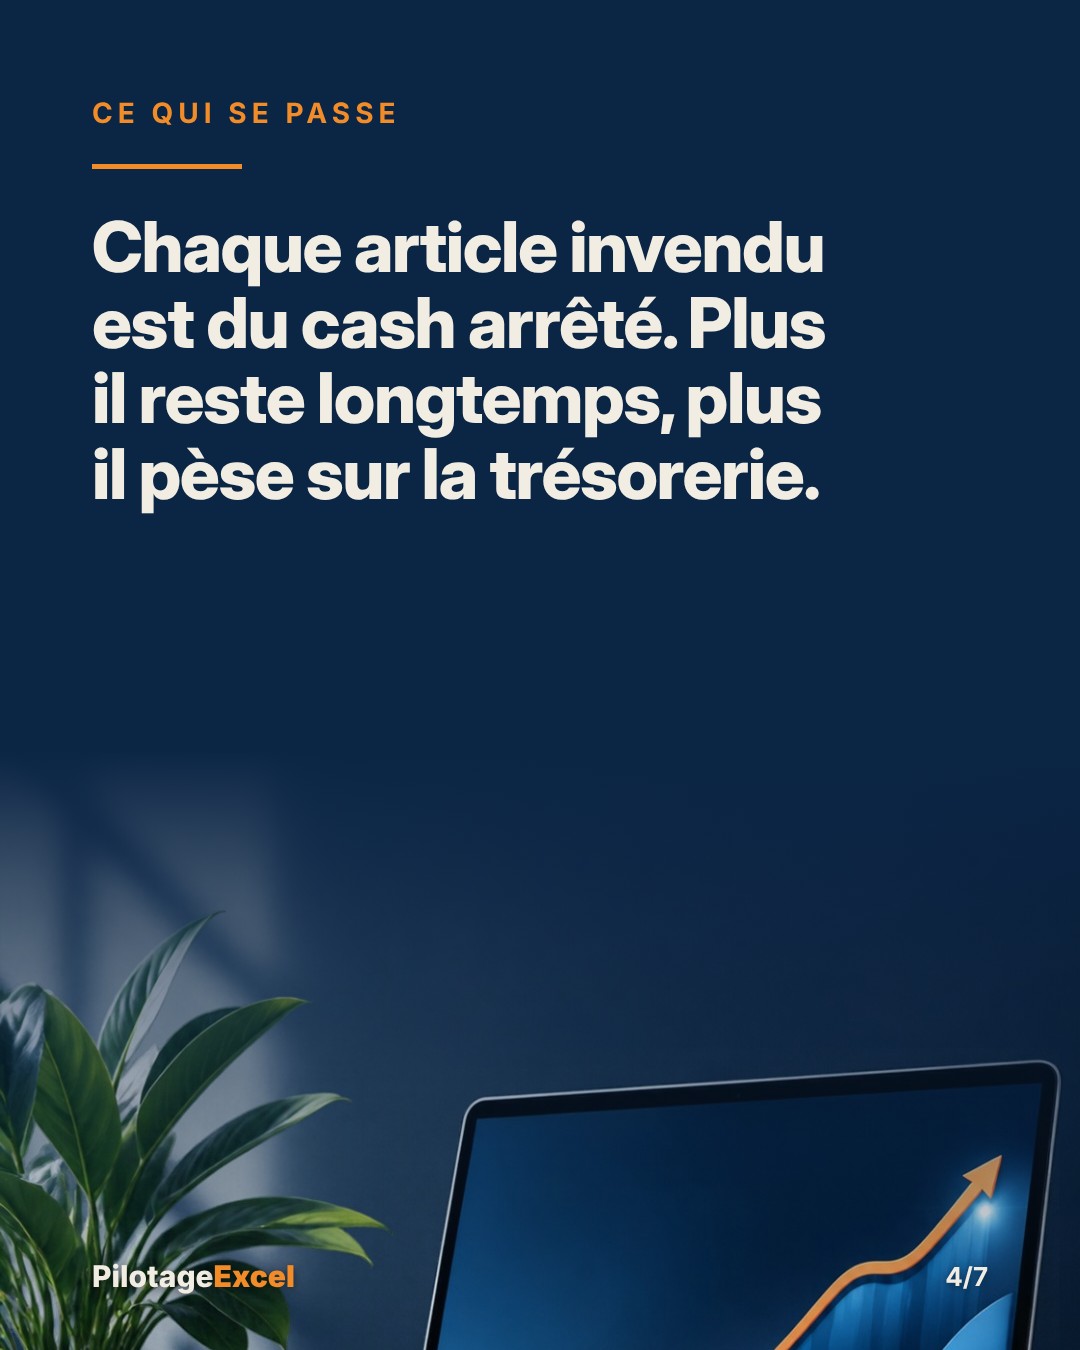 CE QUI SE PASSE
Chaque article invendu
est du cash arrêté. Plus
il reste longtemps, plus
il pèse sur la trésorerie.
PilotageExcel
4/7